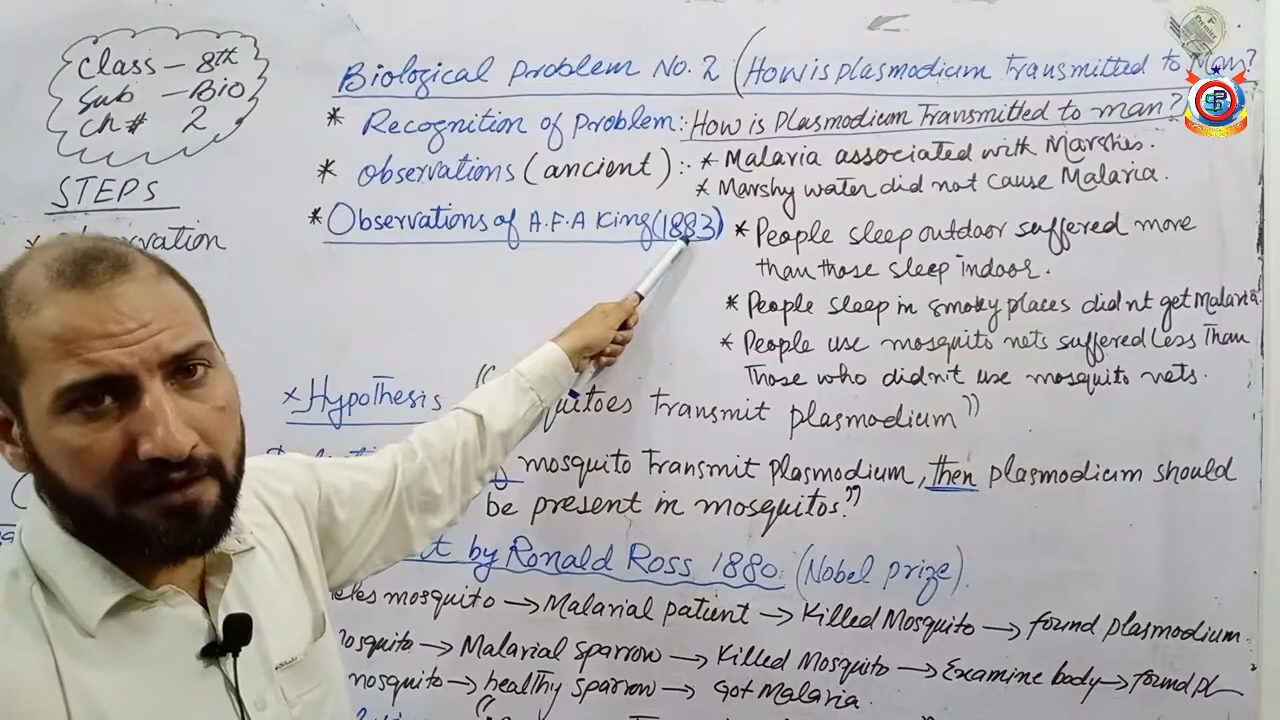 Class - 8th
Sub - Bio
Ch# 2
STEPS
Biological Problem No. 2 (How is plasmodium Transmitted to Man?
* Recognition of Problem: How is Plasmodium Transmitted to man?
* Observations (ancient) :- * Malaria associated with Marshes.
* Marshy water did not cause Malaria.
* Observations of A.F.A King (1883)
* People sleep outdoor suffered more
than those sleep indoor.
* People sleep in smoky places didn't get Malaria.
* People use mosquito nets suffered Less Than
Those who didn't use mosquito nets.
* Hypothesis
transmit plasmodium"
mosquito Transmit plasmodium, then plasmodium should
be present in mosquitos."
by Ronald Ross 1880. (Nobel prize).
mosquito → Malarial patient → Killed Mosquito → found plasmodium.
→ Malarial sparrow → Killed Mosquito → Examine body → found
mosquito → healthy sparrow → Got Malaria.